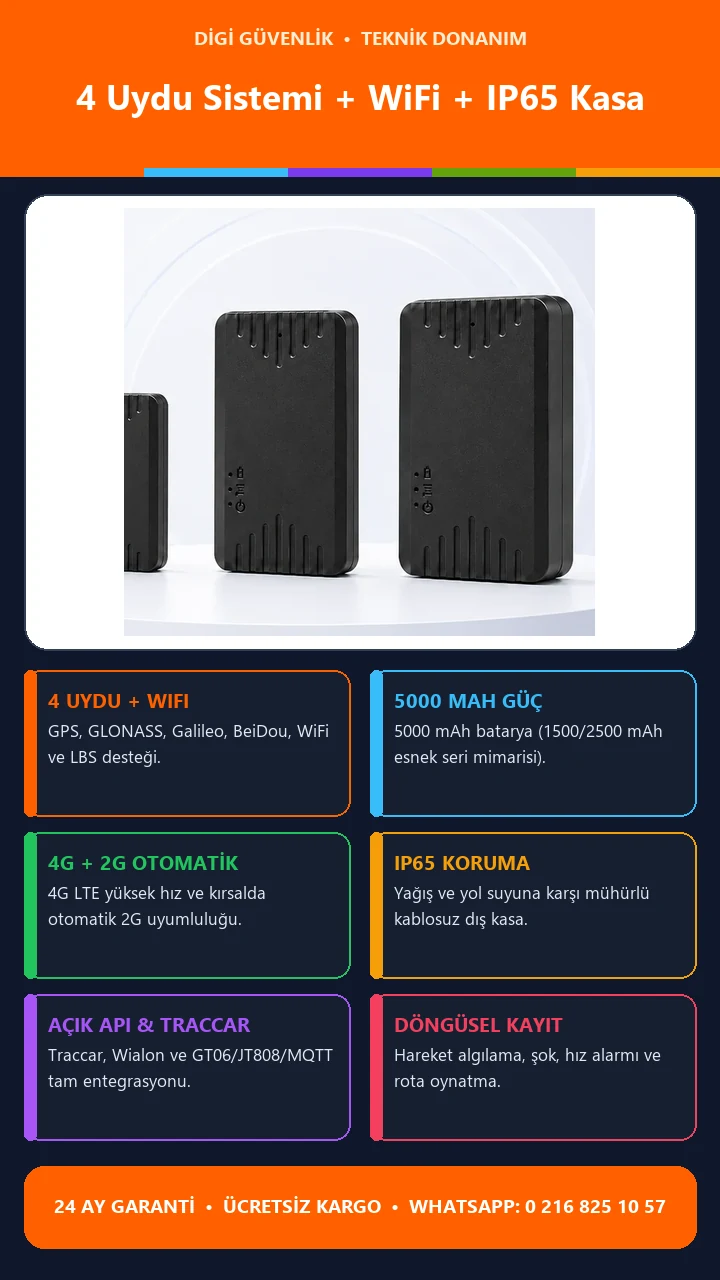 DİGİ GÜVENLİK • TEKNİK DONANIM
4 Uydu Sistemi + WiFi + IP65 Kasa
4 UYDU + WIFI
GPS, GLONASS, Galileo, BeiDou, WiFi
ve LBS desteği.
5000 MAH GÜÇ
5000 mAh batarya (1500/2500 mAh
esnek seri mimarisi).
4G + 2G OTOMATİK
4G LTE yüksek hız ve kırsalda
otomatik 2G uyumluluğu.
IP65 KORUMA
Yağış ve yol suyuna karşı mühürlü
kablosuz dış kasa.
AÇIK API & TRACCAR
Traccar, Wialon ve GT06/JT808/MQTT
tam entegrasyonu.
DÖNGÜSEL KAYIT
Hareket algılama, şok, hız alarmı ve
rota oynatma.
24 AY GARANTİ • ÜCRETSİZ KARGO • WHATSAPP: 0 216 825 10 57